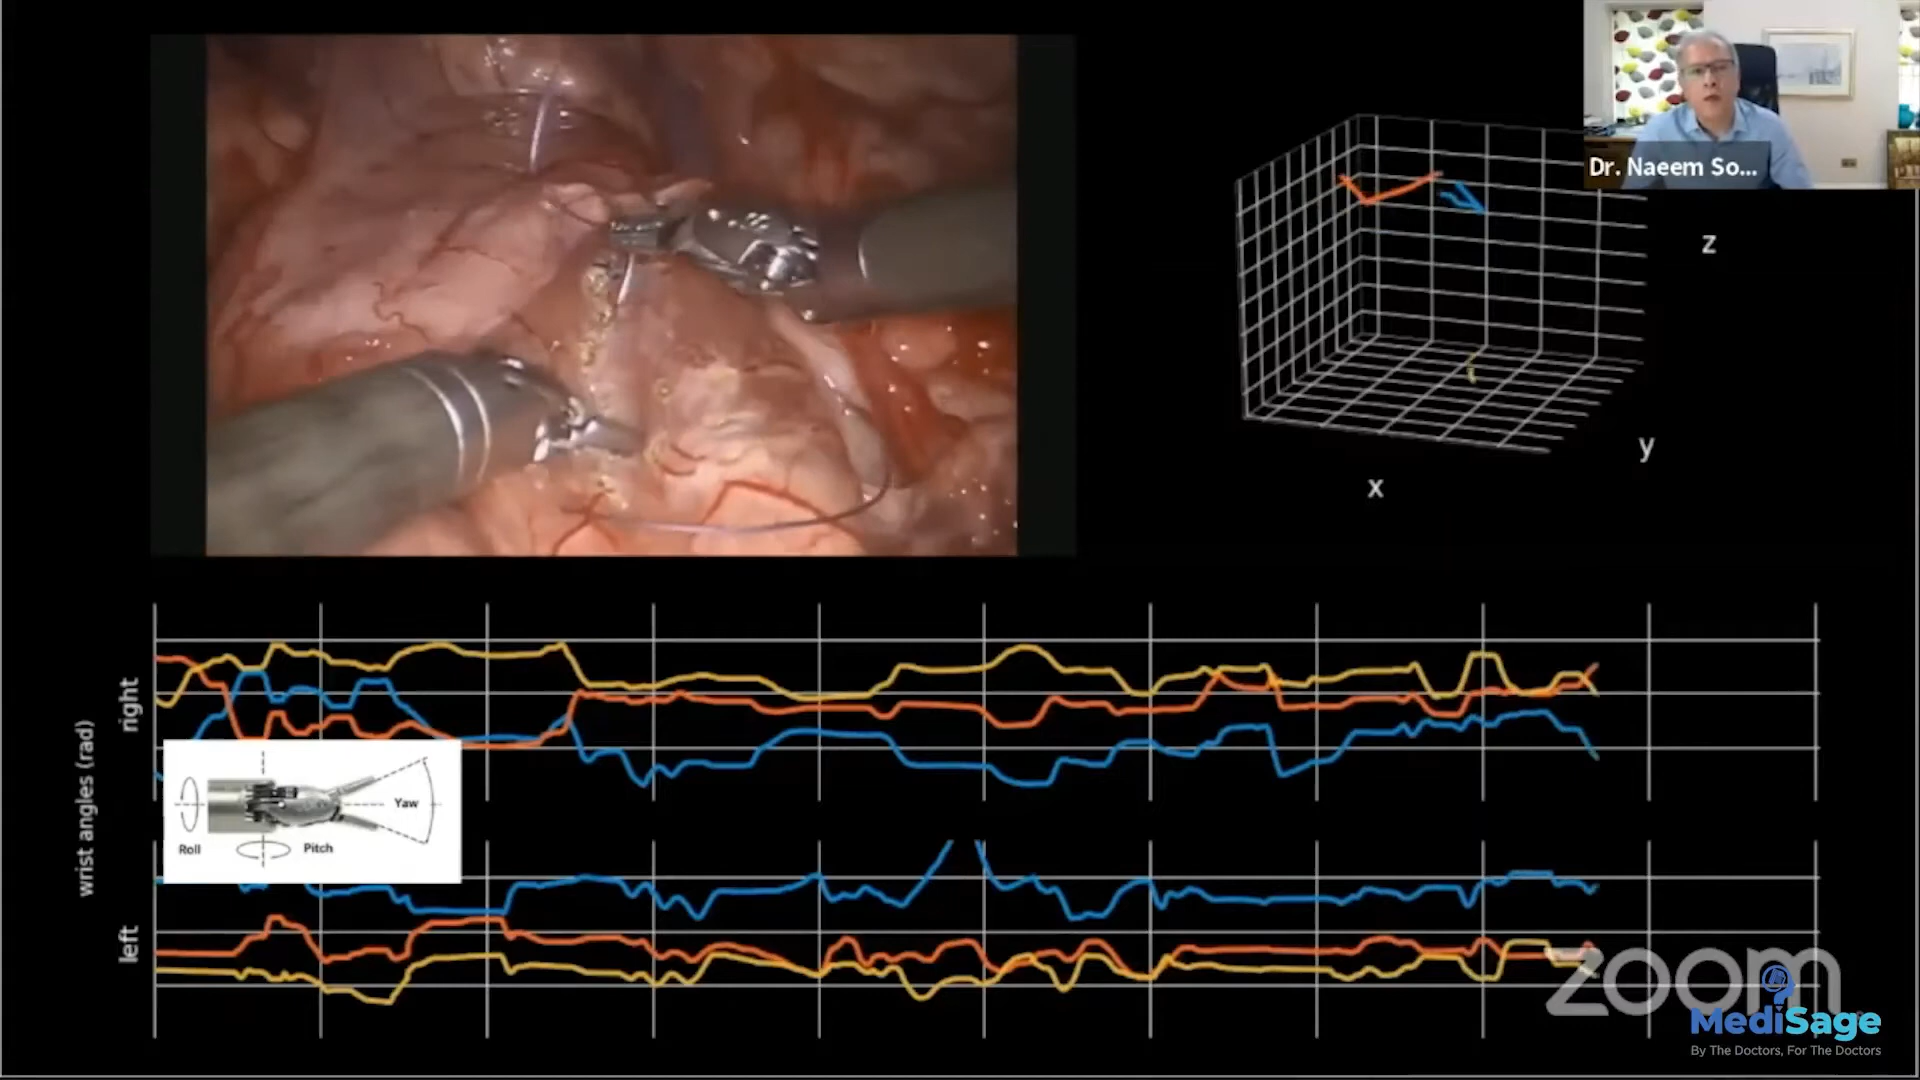 Dr. Naeem So...
z
y
x
wrist angles (rad)
right
left
Roll
Pitch
Yaw
zoom
MediSage
By The Doctors, For The Doctors